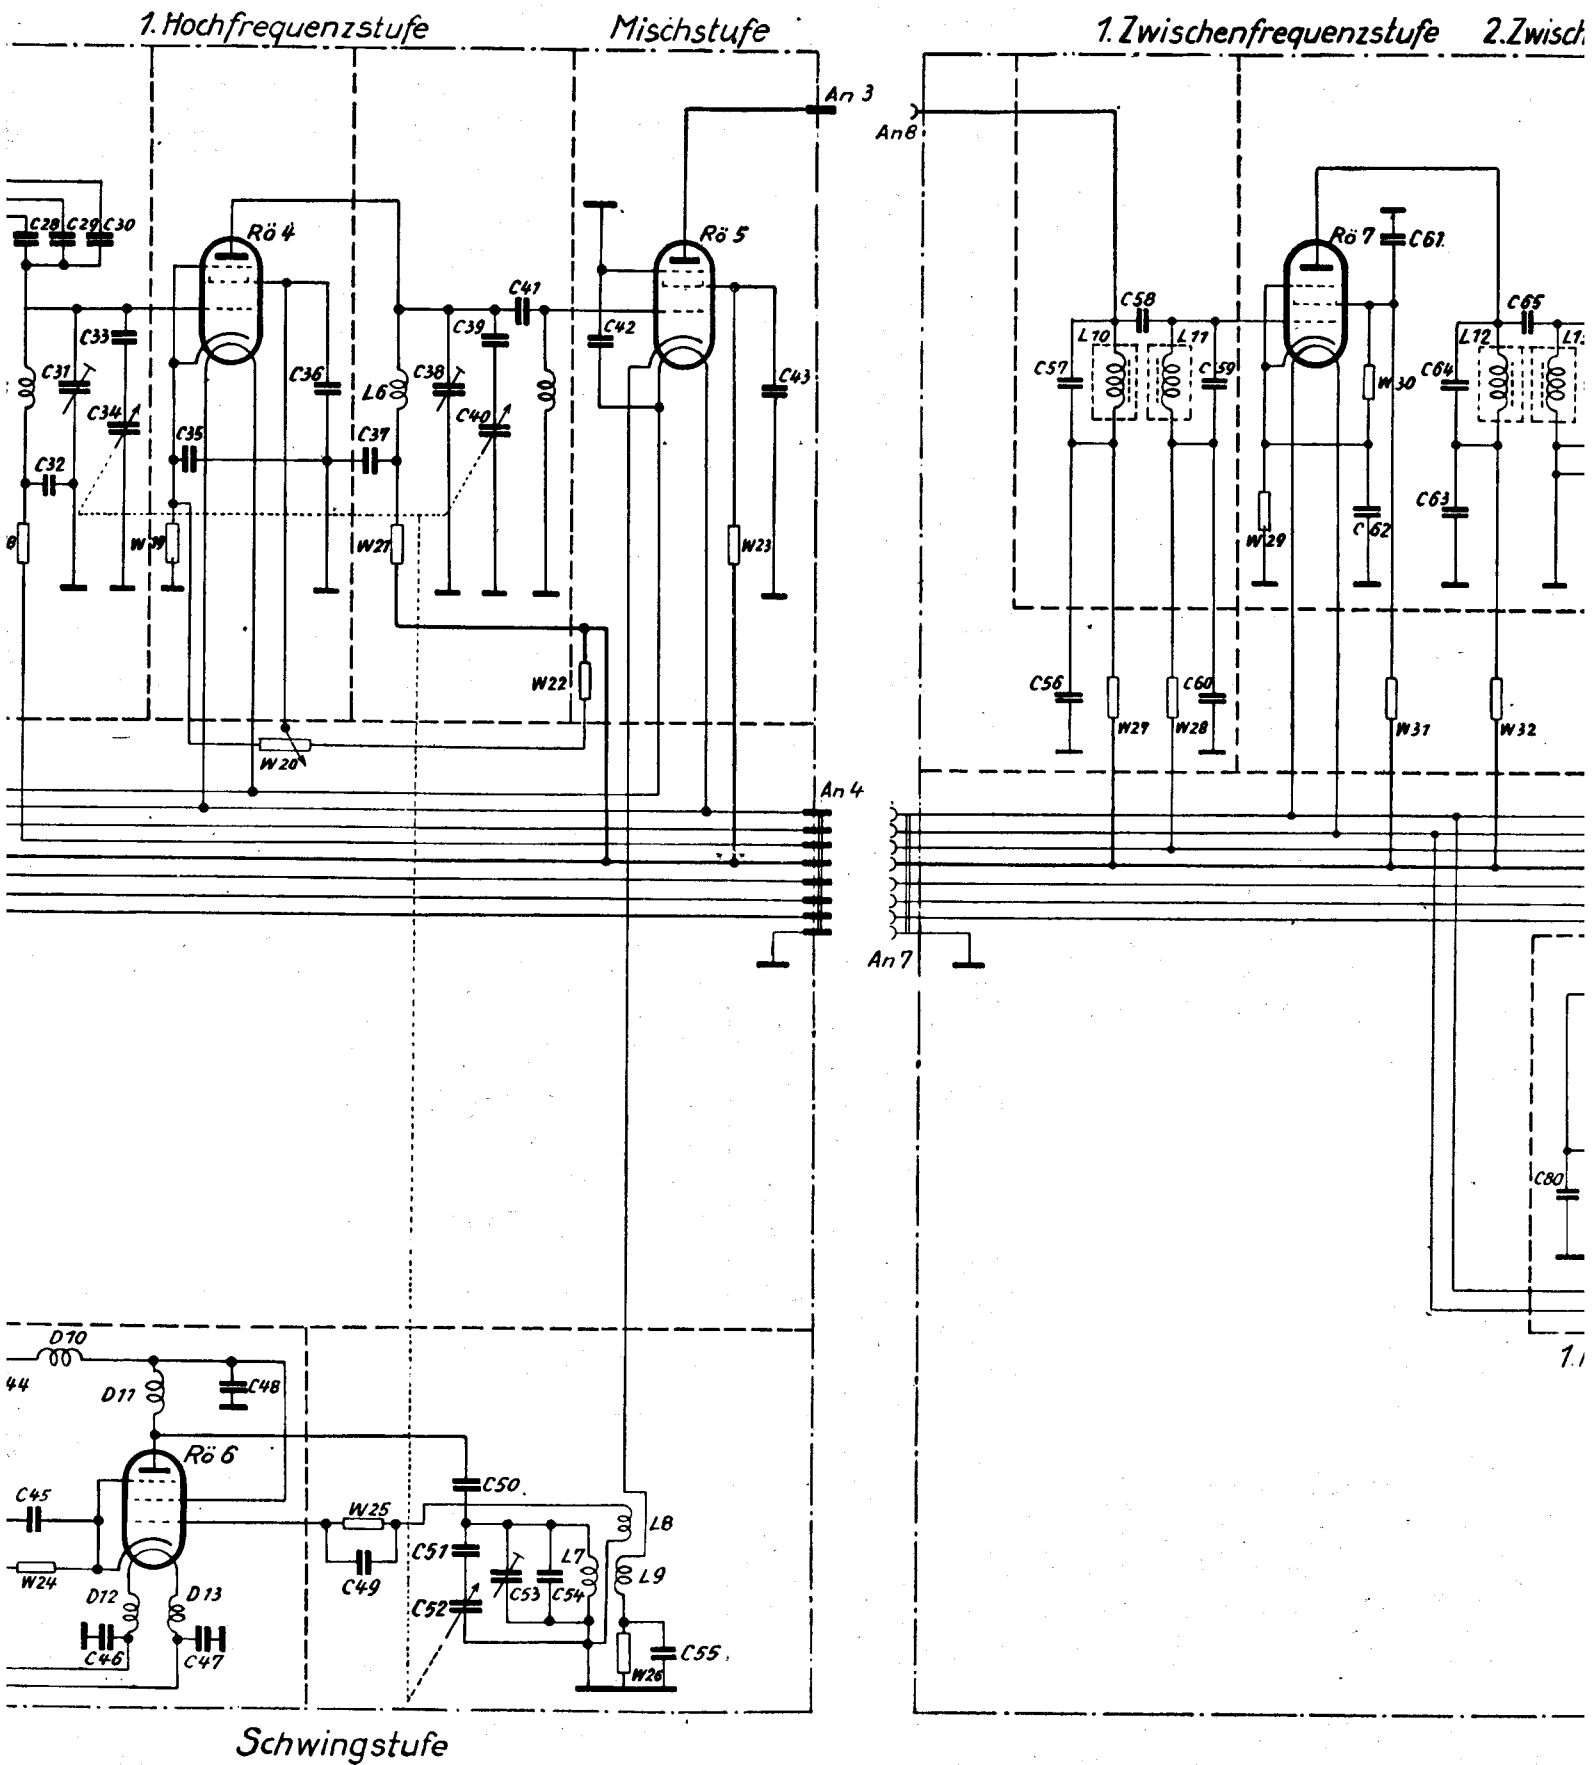 1. Hochfrequenzstufe Mischstufe 1. Zwischenfrequenzstufe 2. Zwisch
An 3
An 8
C28 C29 C30 Rö 4 Rö 5 Rö 7 C61
C33 C39 C41 C42 C58 C65
L10 L11 L12
C31 C36 L6 C38 C43 C57 C59 W30 C64
C34 C40
C35 C37
C32 C63
W19 W21 W23 W29 C62
W22 C56 C60
W27 W28 W31 W32
W20
An 4
An 7
C80
D10
44 D11 C48
Rö 6
C50
C45 W25 L8
C51 L7 L9
W24 C49 C53 C54
D12 D13 C52
C46 C47 W26 C55
Schwingstufe